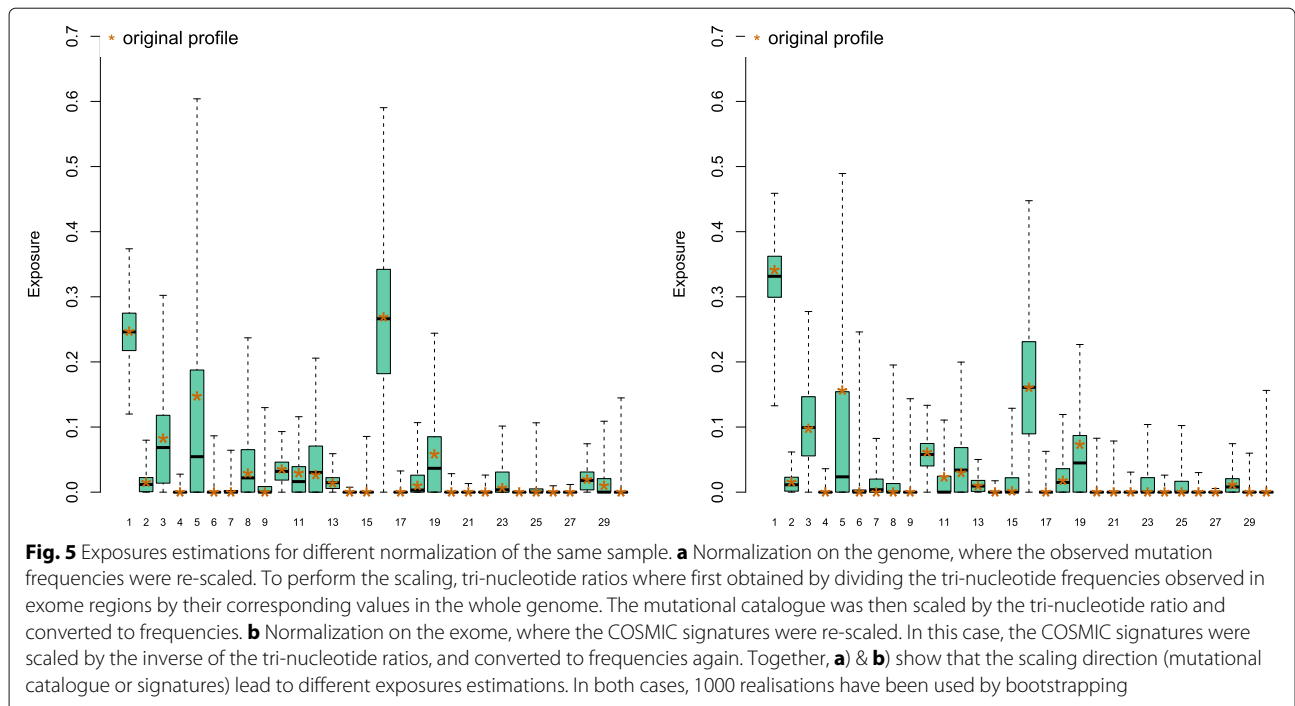 * original profile
0.7
0.6
0.5
0.4
0.3
0.2
0.1
0.0
Exposure
1 2 3 4 5 6 7 8 9 11 13 15 17 19 21 23 25 27 29
* original profile
0.7
0.6
0.5
0.4
0.3
0.2
0.1
0.0
Exposure
1 2 3 4 5 6 7 8 9 11 13 15 17 19 21 23 25 27 29
Fig. 5 Exposures estimations for different normalization of the same sample. a Normalization on the genome, where the observed mutation
frequencies were re-scaled. To perform the scaling, tri-nucleotide ratios where first obtained by dividing the tri-nucleotide frequencies observed in
exome regions by their corresponding values in the whole genome. The mutational catalogue was then scaled by the tri-nucleotide ratio and
converted to frequencies. b Normalization on the exome, where the COSMIC signatures were re-scaled. In this case, the COSMIC signatures were
scaled by the inverse of the tri-nucleotide ratios, and converted to frequencies again. Together, a) & b) show that the scaling direction (mutational
catalogue or signatures) lead to different exposures estimations. In both cases, 1000 realisations have been used by bootstrapping